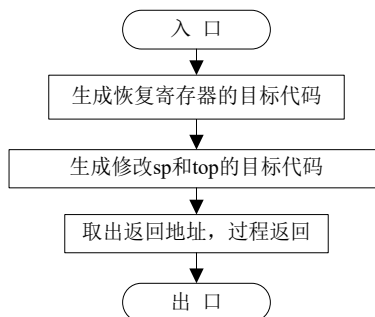 入 口
生成恢复寄存器的目标代码
生成修改sp和top的目标代码
取出返回地址，过程返回
出 口